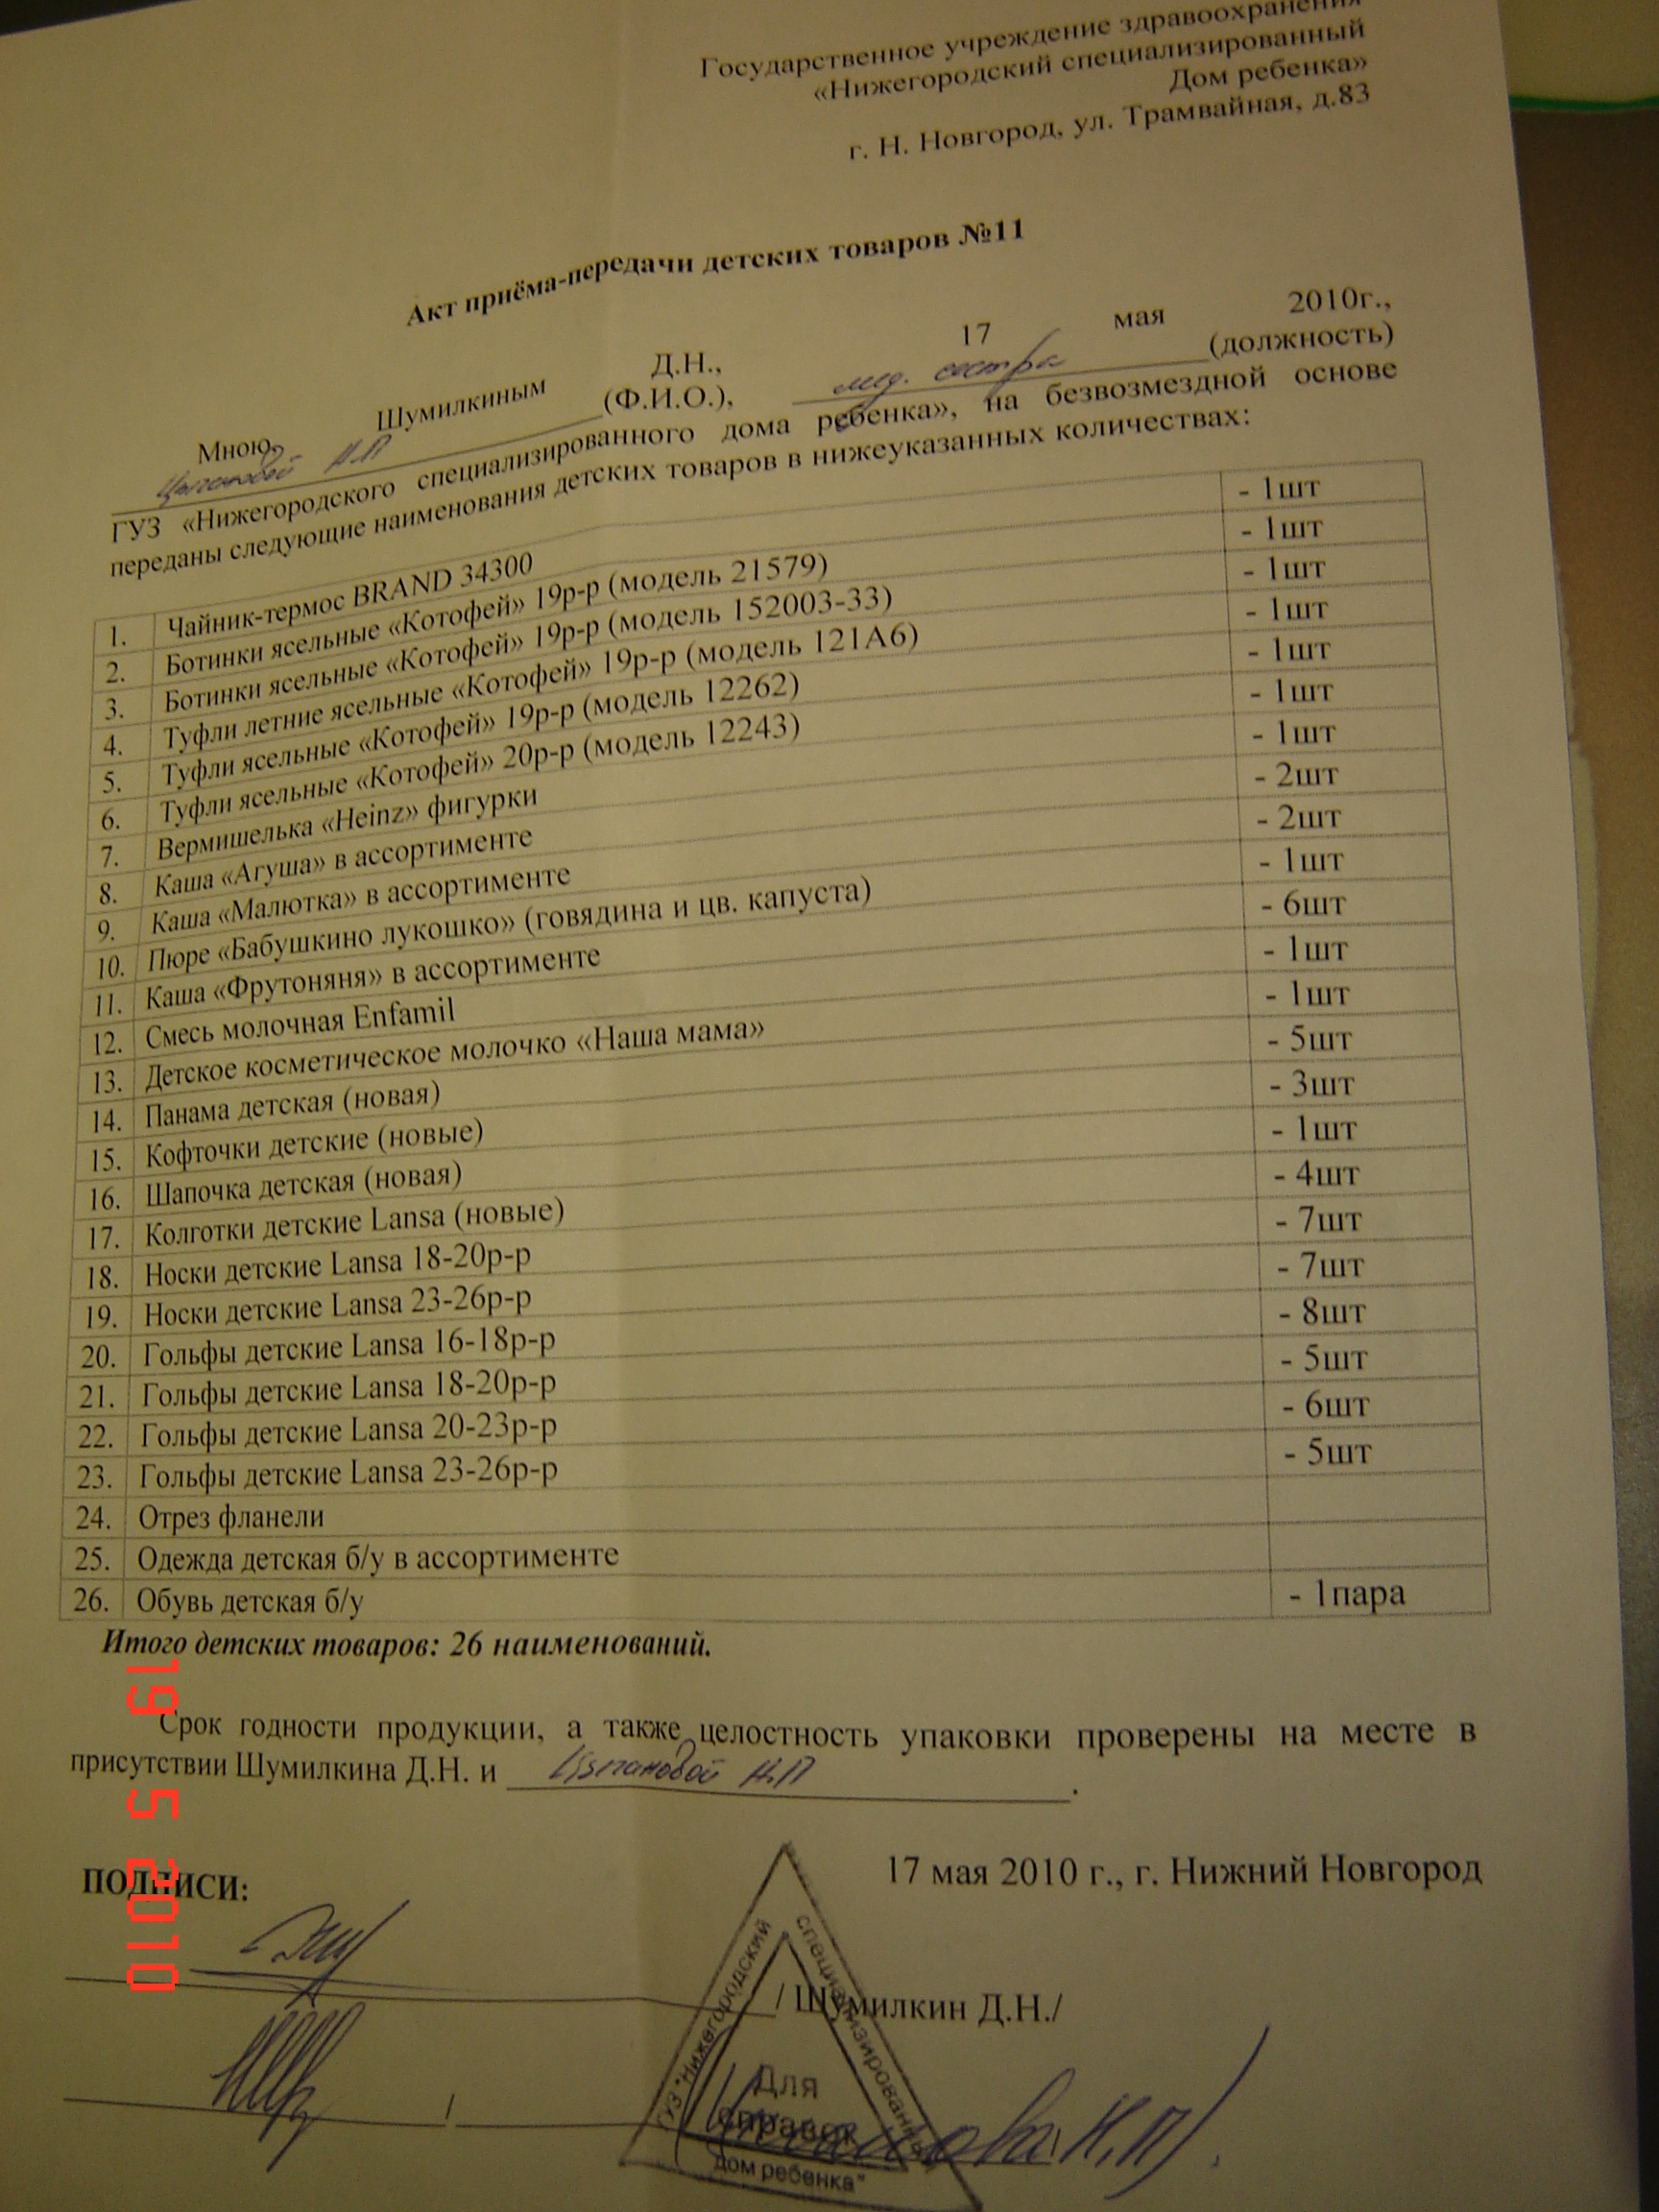 Государственное учреждение здравоохранения
«Нижегородский специализированный
Дом ребенка»
г. Н. Новгород, ул. Трамвайная, д.83
Акт приёма-передачи детских товаров №11
Мною, Шумилкиным Д.Н., 17 мая 2010г.,
Цыгановой Н.П (Ф.И.О.), мед. сестра (должность)
ГУЗ «Нижегородского специализированного дома ребенка», на безвозмездной основе
переданы следующие наименования детских товаров в нижеуказанных количествах:
1. Чайник-термос BRAND 34300 - 1шт
2. Ботинки ясельные «Котофей» 19р-р (модель 21579) - 1шт
3. Ботинки ясельные «Котофей» 19р-р (модель 152003-33) - 1шт
4. Туфли летние ясельные «Котофей» 19р-р (модель 121А6) - 1шт
5. Туфли ясельные «Котофей» 19р-р (модель 12262) - 1шт
6. Туфли ясельные «Котофей» 20р-р (модель 12243) - 1шт
7. Вермишелька «Heinz» фигурки - 1шт
8. Каша «Агуша» в ассортименте - 2шт
9. Каша «Малютка» в ассортименте - 2шт
10. Пюре «Бабушкино лукошко» (говядина и цв. капуста) - 1шт
11. Каша «Фрутоняня» в ассортименте - 6шт
12. Смесь молочная Enfamil - 1шт
13. Детское косметическое молочко «Наша мама» - 1шт
14. Панама детская (новая) - 5шт
15. Кофточки детские (новые) - 3шт
16. Шапочка детская (новая) - 1шт
17. Колготки детские Lansa (новые) - 4шт
18. Носки детские Lansa 18-20р-р - 7шт
19. Носки детские Lansa 23-26р-р - 7шт
20. Гольфы детские Lansa 16-18р-р - 8шт
21. Гольфы детские Lansa 18-20р-р - 5шт
22. Гольфы детские Lansa 20-23р-р - 6шт
23. Гольфы детские Lansa 23-26р-р - 5шт
24. Отрез фланели
25. Одежда детская б/у в ассортименте
26. Обувь детская б/у - 1пара
Итого детских товаров: 26 наименований.
Срок годности продукции, а также целостность упаковки проверены на месте в
присутствии Шумилкина Д.Н. и Цыгановой Н.П.
17 мая 2010 г., г. Нижний Новгород
ПОДПИСИ:
/ Шумилкин Д.Н./
/ Цыганова Н.П/.
ГУЗ "Нижегородский специализированный дом ребенка"
Для
справок
19 5 2010